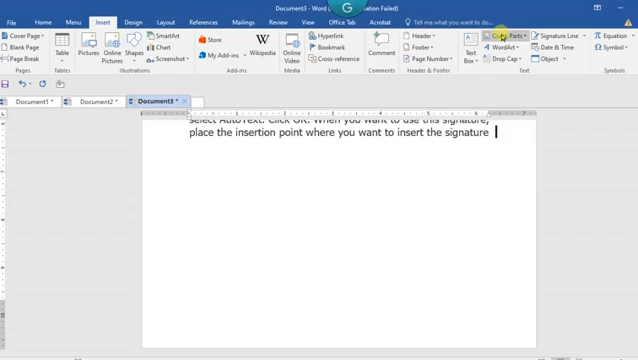 Document3 - Word (
ation Failed)
File
Home
Menu
Insert
Design
Layout
References
Mailings
Review
View
Office Tab
Acrobat
Tell me what you want to do...
Cover Page
Blank Page
Page Break
Table
Tables
Pictures
Online Pictures
Shapes
Illustrations
SmartArt
Chart
Screenshot
Store
My Add-ins
Add-ins
Wikipedia
Online Video
Media
Hyperlink
Bookmark
Cross-reference
Links
Comment
Comments
Header
Footer
Page Number
Header & Footer
Text Box
Parts
WordArt
Drop Cap
Signature Line
Date & Time
Object
Text
Equation
Symbol
Symbols
Document1 *
Document2 *
Document3 *
select AutoText. Click OK. When you want to use this signature,
place the insertion point where you want to insert the signature